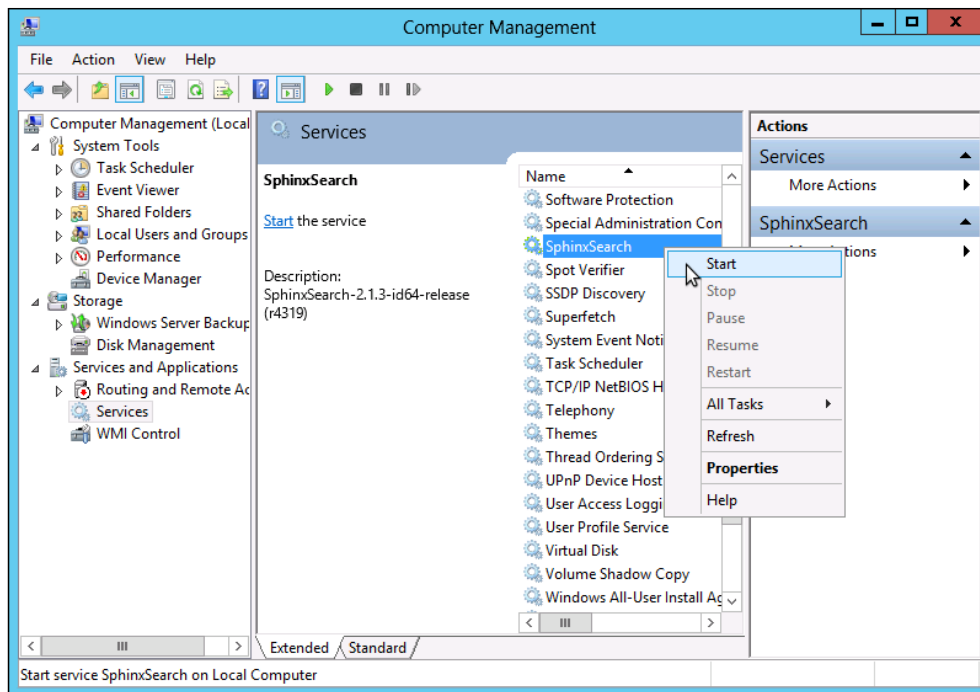 Computer Management
File Action View Help
Computer Management (Local
System Tools
Task Scheduler
Event Viewer
Shared Folders
Local Users and Groups
Performance
Device Manager
Storage
Windows Server Backup
Disk Management
Services and Applications
Routing and Remote Ac
Services
WMI Control
Services
SphinxSearch
Start the service
Description:
SphinxSearch-2.1.3-id64-release
(r4319)
Name
Software Protection
Special Administration Con
SphinxSearch
Spot Verifier
SSDP Discovery
Superfetch
System Event Noti
Task Scheduler
TCP/IP NetBIOS H
Telephony
Themes
Thread Ordering S
UPnP Device Host
User Access Loggi
User Profile Service
Virtual Disk
Volume Shadow Copy
Windows All-User Install Ag
Extended Standard
Start
Stop
Pause
Resume
Restart
All Tasks
Refresh
Properties
Help
Actions
Services
More Actions
SphinxSearch
tions
Start service SphinxSearch on Local Computer